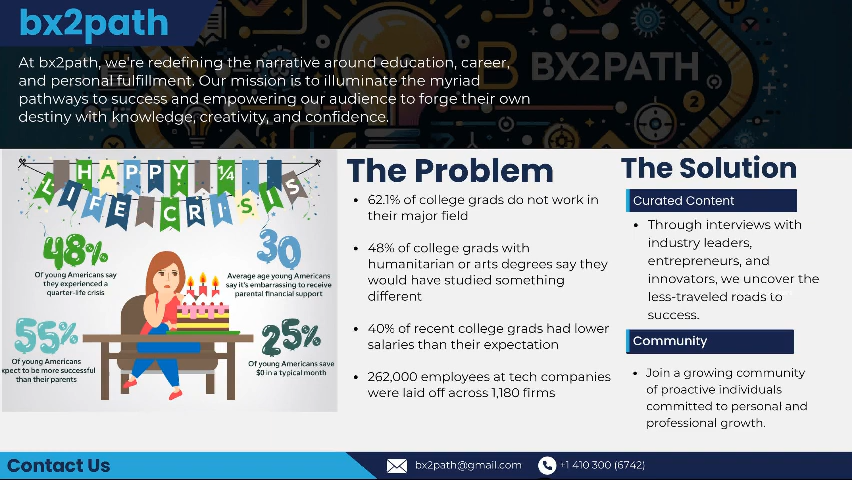 bx2path
At bx2path, we're redefining the narrative around education, career,
and personal fulfillment. Our mission is to illuminate the myriad
pathways to success and empowering our audience to forge their own
destiny with knowledge, creativity, and confidence.
B BX2PATH
2
HAPPY ¼
LIFE CRISIS
48%
Of young Americans say
they experienced a
quarter-life crisis
30
Average age young Americans
say it's embarrassing to receive
parental financial support
55%
Of young Americans
xpect to be more successful
than their parents
25%
Of young Americans save
$0 in a typical month
The Problem
• 62.1% of college grads do not work in
their major field
• 48% of college grads with
humanitarian or arts degrees say they
would have studied something
different
• 40% of recent college grads had lower
salaries than their expectation
• 262,000 employees at tech companies
were laid off across 1,180 firms
The Solution
Curated Content
• Through interviews with
industry leaders,
entrepreneurs, and
innovators, we uncover the
less-traveled roads to
success.
Community
• Join a growing community
of proactive individuals
committed to personal and
professional growth.
Contact Us
bx2path@gmail.com
+1 410 300 (6742)